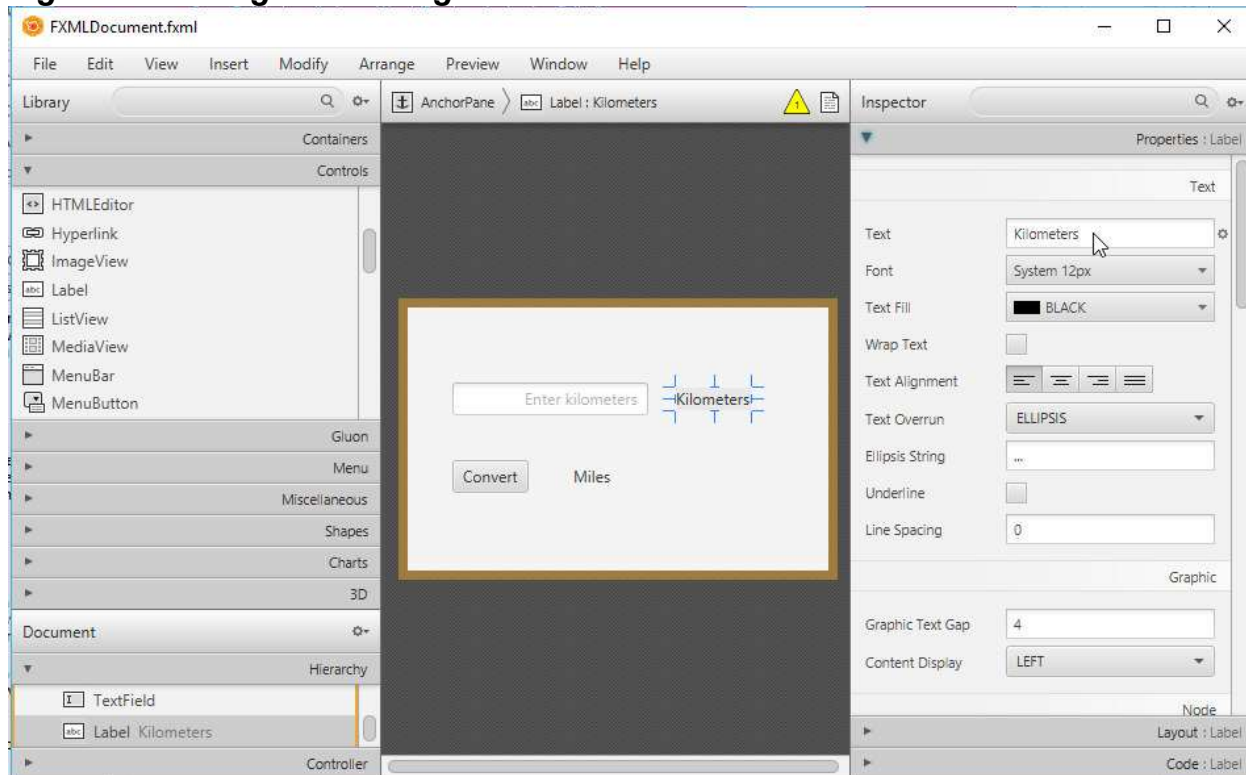 FXMLDocument.fxml
File Edit View Insert Modify Arrange Preview Window Help
Library
Containers
Controls
HTMLEditor
Hyperlink
ImageView
abc Label
ListView
MediaView
MenuBar
MenuButton
Gluon
Menu
Miscellaneous
Shapes
Charts
3D
Document
Hierarchy
TextField
abc Label Kilometers
Controller
AnchorPane abc Label : Kilometers 1
Enter kilometers Kilometers
Convert Miles
Inspector
Properties : Label
Text
Text Kilometers
Font System 12px
Text Fill BLACK
Wrap Text
Text Alignment
Text Overrun ELLIPSIS
Ellipsis String ...
Underline
Line Spacing 0
Graphic
Graphic Text Gap 4
Content Display LEFT
Node
Layout : Label
Code : Label